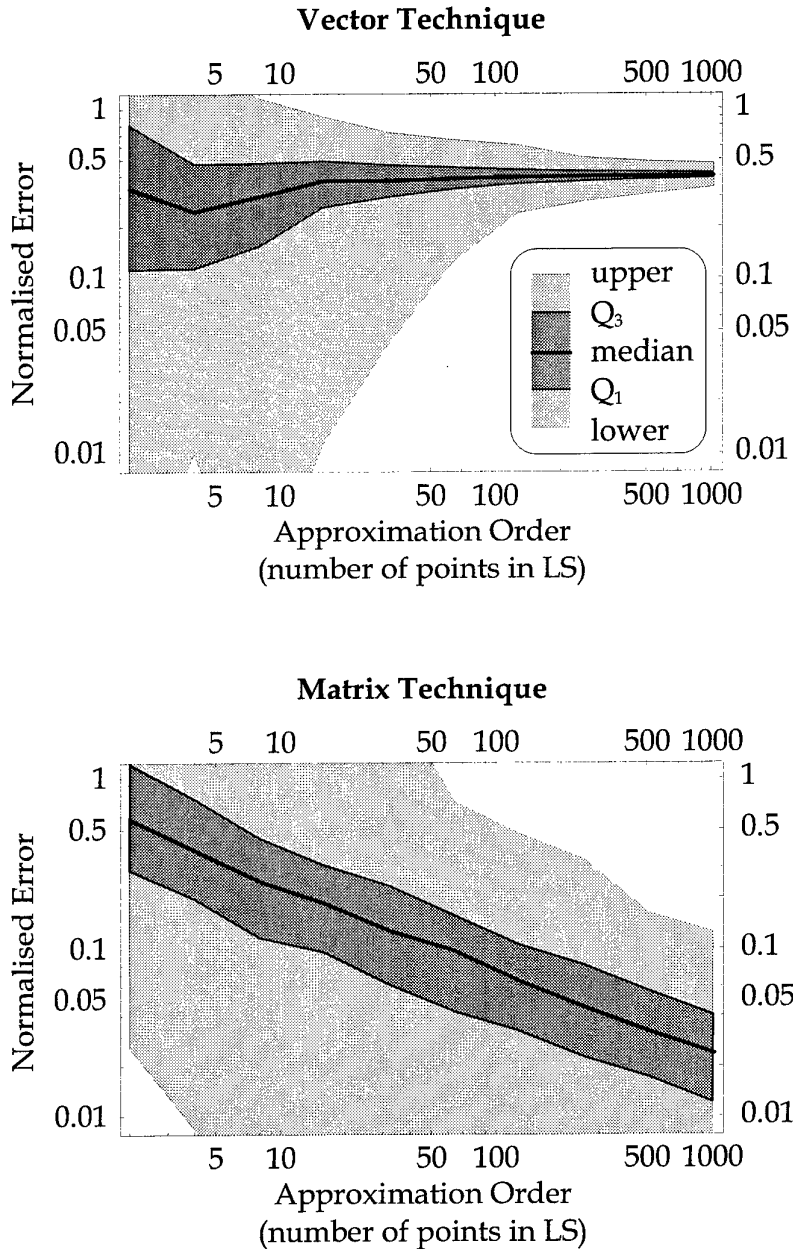 Vector Technique
5 10 50 100 500 1000
1 1
0.5 0.5
Normalised Error
0.1 0.1
0.05 0.05
0.01 0.01
upper
Q3
median
Q1
lower
5 10 50 100 500 1000
Approximation Order
(number of points in LS)
Matrix Technique
5 10 50 100 500 1000
1 1
0.5 0.5
Normalised Error
0.1 0.1
0.05 0.05
0.01 0.01
5 10 50 100 500 1000
Approximation Order
(number of points in LS)